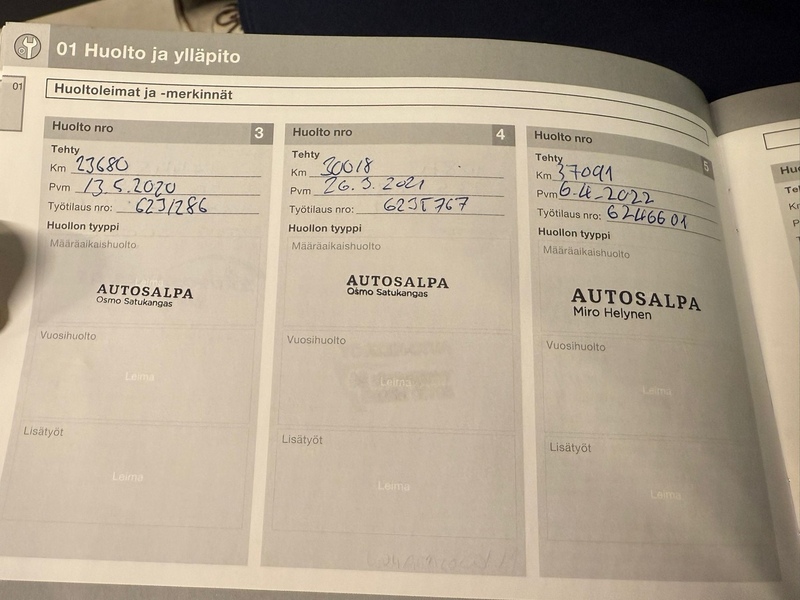 01 Huolto ja ylläpito
01
Huoltoleimat ja -merkinnät
Huolto nro 3
Tehty
Km 23680
Pvm 13.5.2020
Työtilaus nro: 6231286
Huollon tyyppi
Määräaikaishuolto
AUTOSALPA
Osmo Satukangas
Vuosihuolto
Leima
Lisätyöt
Leima
Huolto nro 4
Tehty
Km 30018
Pvm 26.3.2021
Työtilaus nro: 6235767
Huollon tyyppi
Määräaikaishuolto
AUTOSALPA
Osmo Satukangas
Vuosihuolto
Leima
Lisätyöt
Leima
Huolto nro 5
Tehty
Km 37091
Pvm 6.4.2022
Työtilaus nro: 6246601
Huollon tyyppi
Määräaikaishuolto
AUTOSALPA
Miro Helynen
Vuosihuolto
Leima
Lisätyöt
Leima